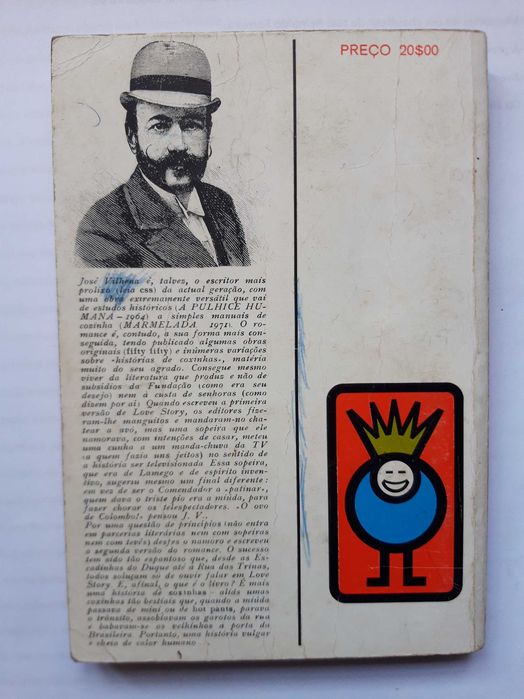 PREÇO 20$00
José Vilhena é, talvez, o escritor mais
prolixo (leia css) da actual geração, com
uma obra extremamente versátil que vai
de estudos históricos (A PULHICE HU-
MANA – 1964) a simples manuais de
cozinha (MARMELADA 1971). O ro-
mance é, contudo, a sua forma mais con-
seguida, tendo publicado algumas obras
originais (fifty fifty) e inúmeras variações
sobre «histórias de coxinhas», matéria
muito do seu agrado. Consegue mesmo
viver da literatura que produz e não de
subsídios da Fundação (como era seu
desejo) nem à custa de senhoras (como
dizem por aí) Quando escreveu a primeira
versão de Love Story, os editores fize-
ram-lhe manguitos e mandaram-no cha-
tear o avo, mas uma sopeira que ele
namorava, com intenções de casar, meteu
uma cunha a um manda-chuva da TV
(a quem fazia uns jeitos) no sentido de
a história ser televisionada Essa sopeira,
que era de Lamego e de espírito inven-
tivo, sugeriu mesmo um final diferente:
em vez de ser o Comendador a «patinar»,
quem dava o triste pio era a miúda, para
fazer chorar os telespectadores. «O ovo
de Colombo!» pensou J. V.
Por uma questão de princípios (não entra
em parcerias literárias nem com sopeiras
nem com tevês) desfes o namoro e escreveu
a segunda versão do romance. O sucesso
tem sido tão espantoso que, desde as Es-
cadinhas do Duque até à Rua das Trinas,
todos soluçam só de ouvir falar em Love
Story E, afinal, o que é o livro? É mais
uma história de coxinhas – aliás umas
coxinhas tão bestiais que, quando a miúda
passava de mini ou de hot pants, parava
o trânsito, assobiavam os garotos da rua
e babavam-se os velhinhos à porta da
Brasileira Portanto, uma história vulgar
e cheia de calor humano